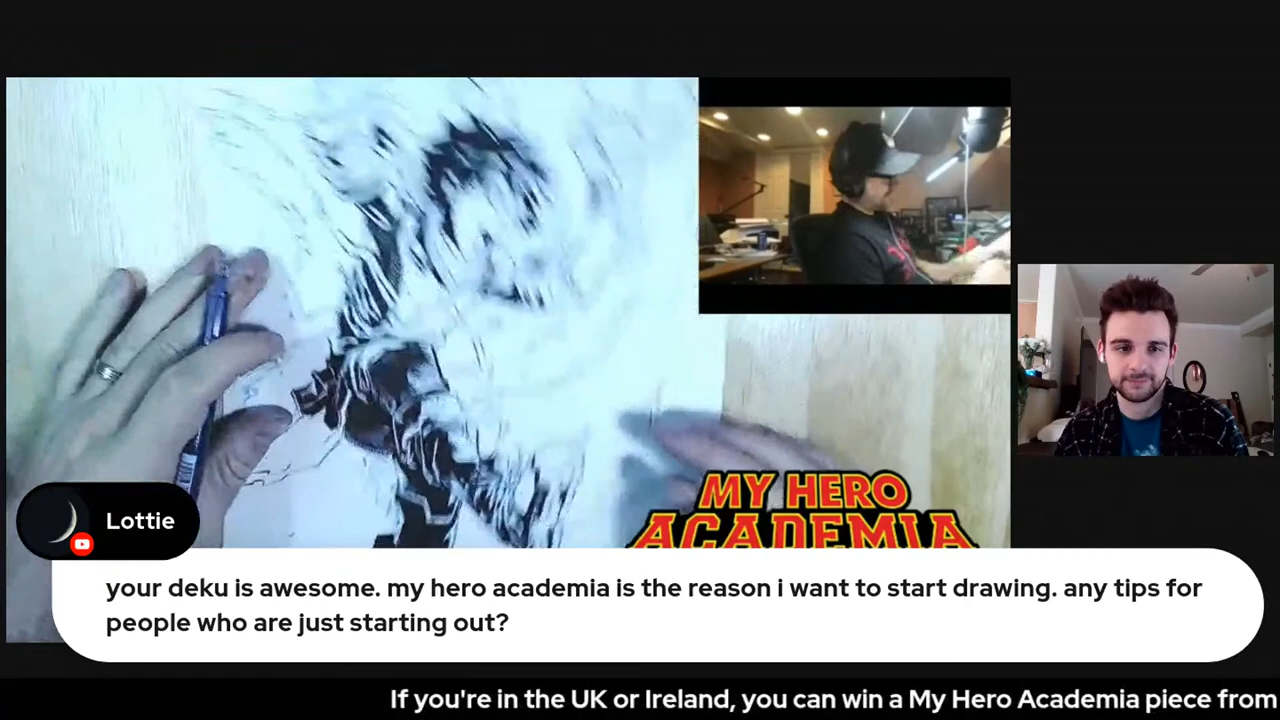 MY HERO
ACADEMIA
Lottie
your deku is awesome. my hero academia is the reason i want to start drawing. any tips for
people who are just starting out?
If you're in the UK or Ireland, you can win a My Hero Academia piece from